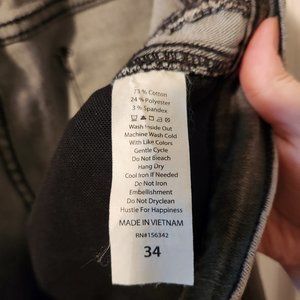 73 % Cotton
24 % Polyester
3 % Spandex
Wash Inside Out
Machine Wash Cold
With Like Colors
Gentle Cycle
Do Not Bleach
Hang Dry
Cool Iron If Needed
Do Not Iron
Embellishment
Do Not Dryclean
Hustle For Happiness
MADE IN VIETNAM
RN#156342
34